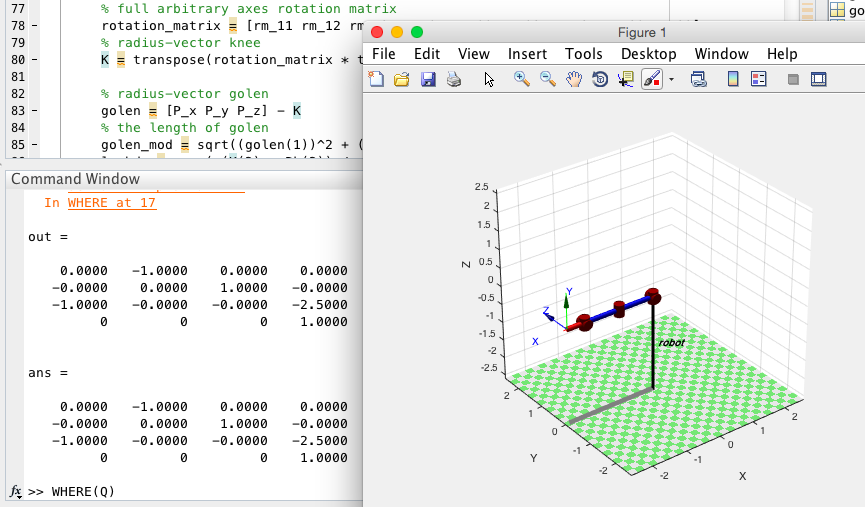 77 % full arbitrary axes rotation matrix
78 - rotation_matrix = [rm_11 rm_12 rm
79 % radius-vector knee
80 - K = transpose(rotation_matrix * t
81
82 % radius-vector golen
83 - golen = [P_x P_y P_z] - K
84 % the length of golen
85 - golen_mod = sqrt((golen(1))^2 + (
Command Window
In WHERE at 17
out =
0.0000 -1.0000 0.0000 0.0000
-0.0000 0.0000 1.0000 -0.0000
-1.0000 -0.0000 -0.0000 -2.5000
0 0 0 1.0000
ans =
0.0000 -1.0000 0.0000 0.0000
-0.0000 0.0000 1.0000 -0.0000
-1.0000 -0.0000 -0.0000 -2.5000
0 0 0 1.0000
fx >> WHERE(Q)
go
Figure 1
File Edit View Insert Tools Desktop Window Help
2.5
2
1.5
1
0.5
0
-0.5
-1
-1.5
-2
-2.5
Z
Y
Z
X
robot
2
1
0
-1
-2
Y
-2
-1
0
1
2
X